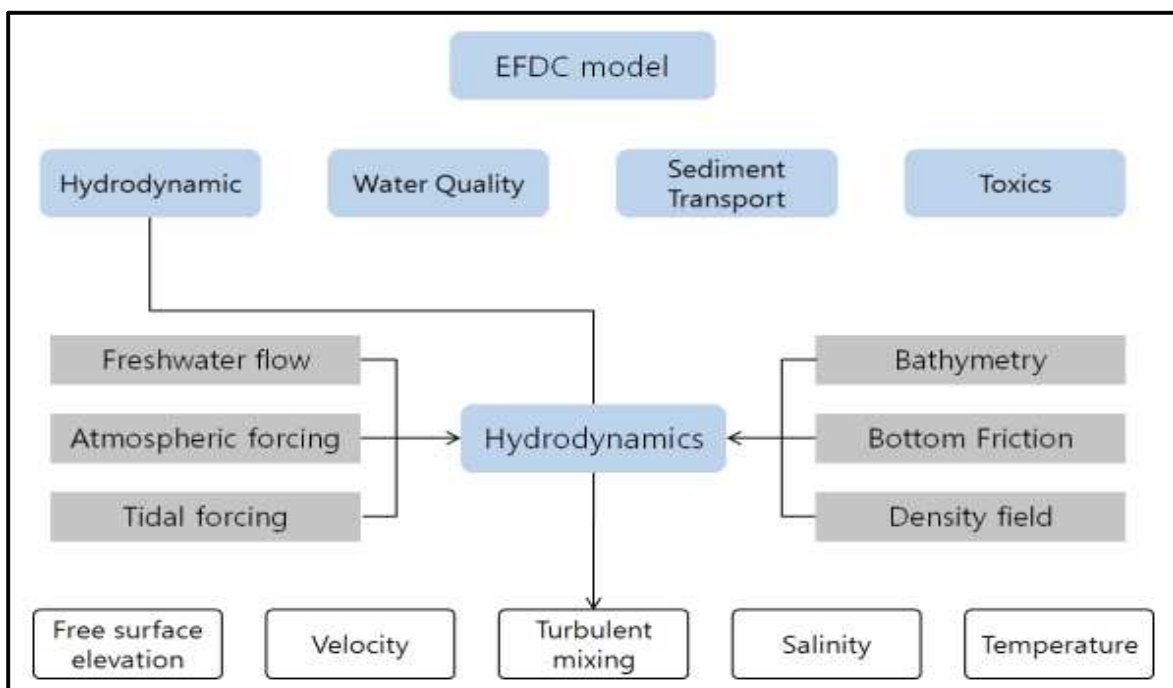 EFDC model
Hydrodynamic
Water Quality
Sediment
Transport
Toxics
Freshwater flow
Atmospheric forcing
Tidal forcing
Hydrodynamics
Bathymetry
Bottom Friction
Density field
Free surface
elevation
Velocity
Turbulent
mixing
Salinity
Temperature